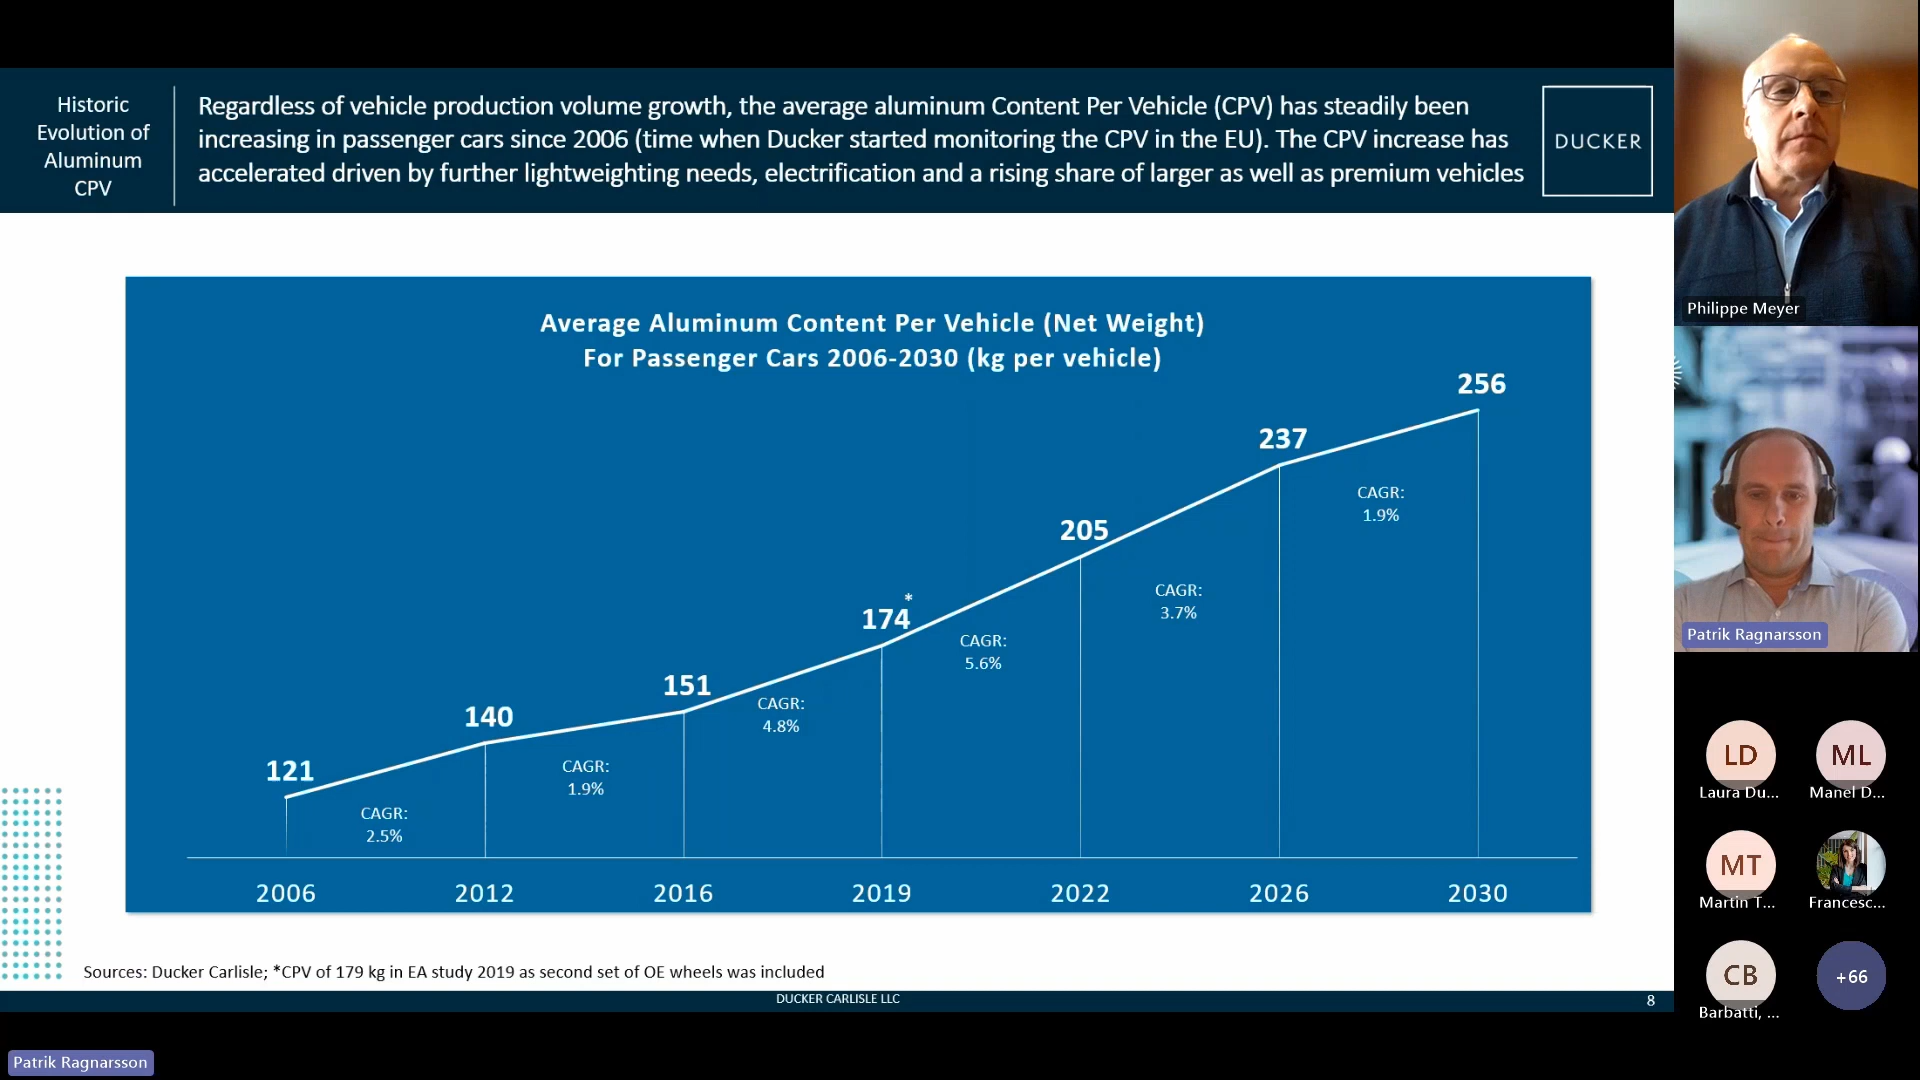 Historic
Evolution of
Aluminum
CPV
Regardless of vehicle production volume growth, the average aluminum Content Per Vehicle (CPV) has steadily been
increasing in passenger cars since 2006 (time when Ducker started monitoring the CPV in the EU). The CPV increase has
accelerated driven by further lightweighting needs, electrification and a rising share of larger as well as premium vehicles
DUCKER
Average Aluminum Content Per Vehicle (Net Weight)
For Passenger Cars 2006-2030 (kg per vehicle)
121
140
151
174*
205
237
256
CAGR:
2.5%
CAGR:
1.9%
CAGR:
4.8%
CAGR:
5.6%
CAGR:
3.7%
CAGR:
1.9%
2006 2012 2016 2019 2022 2026 2030
Sources: Ducker Carlisle; *CPV of 179 kg in EA study 2019 as second set of OE wheels was included
DUCKER CARLISLE LLC
8
Philippe Meyer
Patrik Ragnarsson
LD
Laura Du...
ML
Manel D...
MT
Martin T...
Francesc...
CB
Barbatti, ...
+66
Patrik Ragnarsson